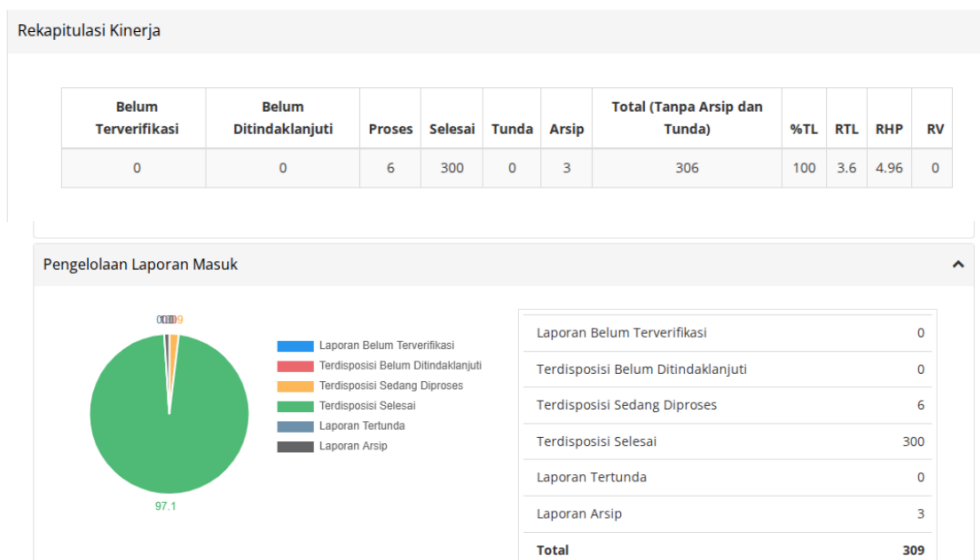 Rekapitulasi Kinerja
Belum Terverifikasi Belum Ditindaklanjuti Proses Selesai Tunda Arsip Total (Tanpa Arsip dan Tunda) %TL RTL RHP RV
0 0 6 300 0 3 306 100 3.6 4.96 0
Pengelolaan Laporan Masuk
97.1
Laporan Belum Terverifikasi
Terdisposisi Belum Ditindaklanjuti
Terdisposisi Sedang Diproses
Terdisposisi Selesai
Laporan Tertunda
Laporan Arsip
Laporan Belum Terverifikasi 0
Terdisposisi Belum Ditindaklanjuti 0
Terdisposisi Sedang Diproses 6
Terdisposisi Selesai 300
Laporan Tertunda 0
Laporan Arsip 3
Total 309